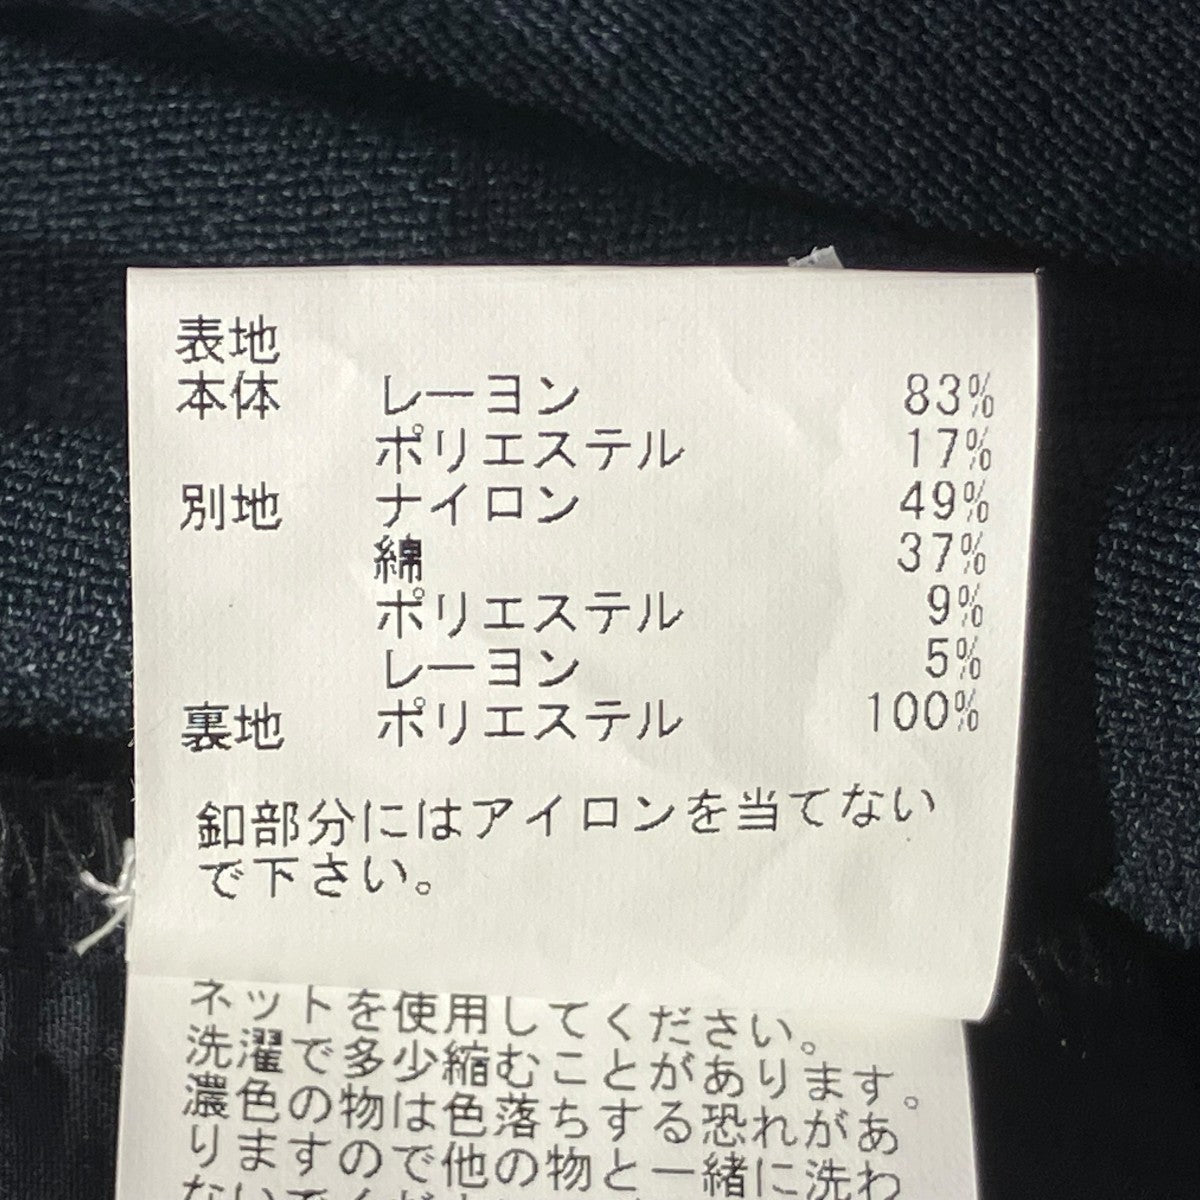 表地
本体 レーヨン 83%
ポリエステル 17%
別地 ナイロン 49%
綿 37%
ポリエステル 9%
レーヨン 5%
裏地 ポリエステル 100%
釦部分にはアイロンを当てない
で下さい。
ネットを使用してください。
洗濯で多少縮むことがあります。
濃色の物は色落ちする恐れがあ
りますので他の物と一緒に洗わ
ないでくだ